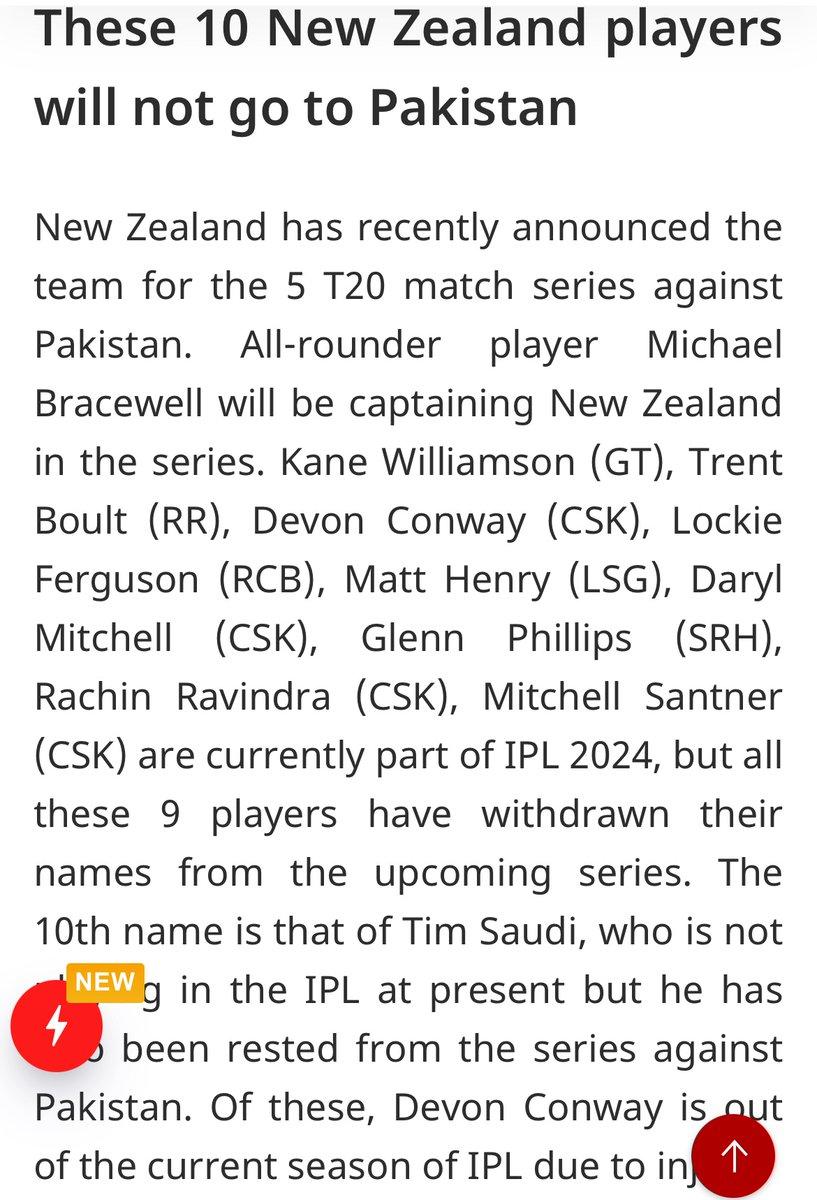 These 10 New Zealand players
will not go to Pakistan
New Zealand has recently announced the
team for the 5 T20 match series against
Pakistan. All-rounder player Michael
Bracewell will be captaining New Zealand
in the series. Kane Williamson (GT), Trent
Boult (RR), Devon Conway (CSK), Lockie
Ferguson (RCB), Matt Henry (LSG), Daryl
Mitchell (CSK), Glenn Phillips (SRH),
Rachin Ravindra (CSK), Mitchell Santner
(CSK) are currently part of IPL 2024, but all
these 9 players have withdrawn their
names from the upcoming series. The
10th name is that of Tim Saudi, who is not
NEW
in the IPL at present but he has
been rested from the series against
Pakistan. Of these, Devon Conway is out
of the current season of IPL due to